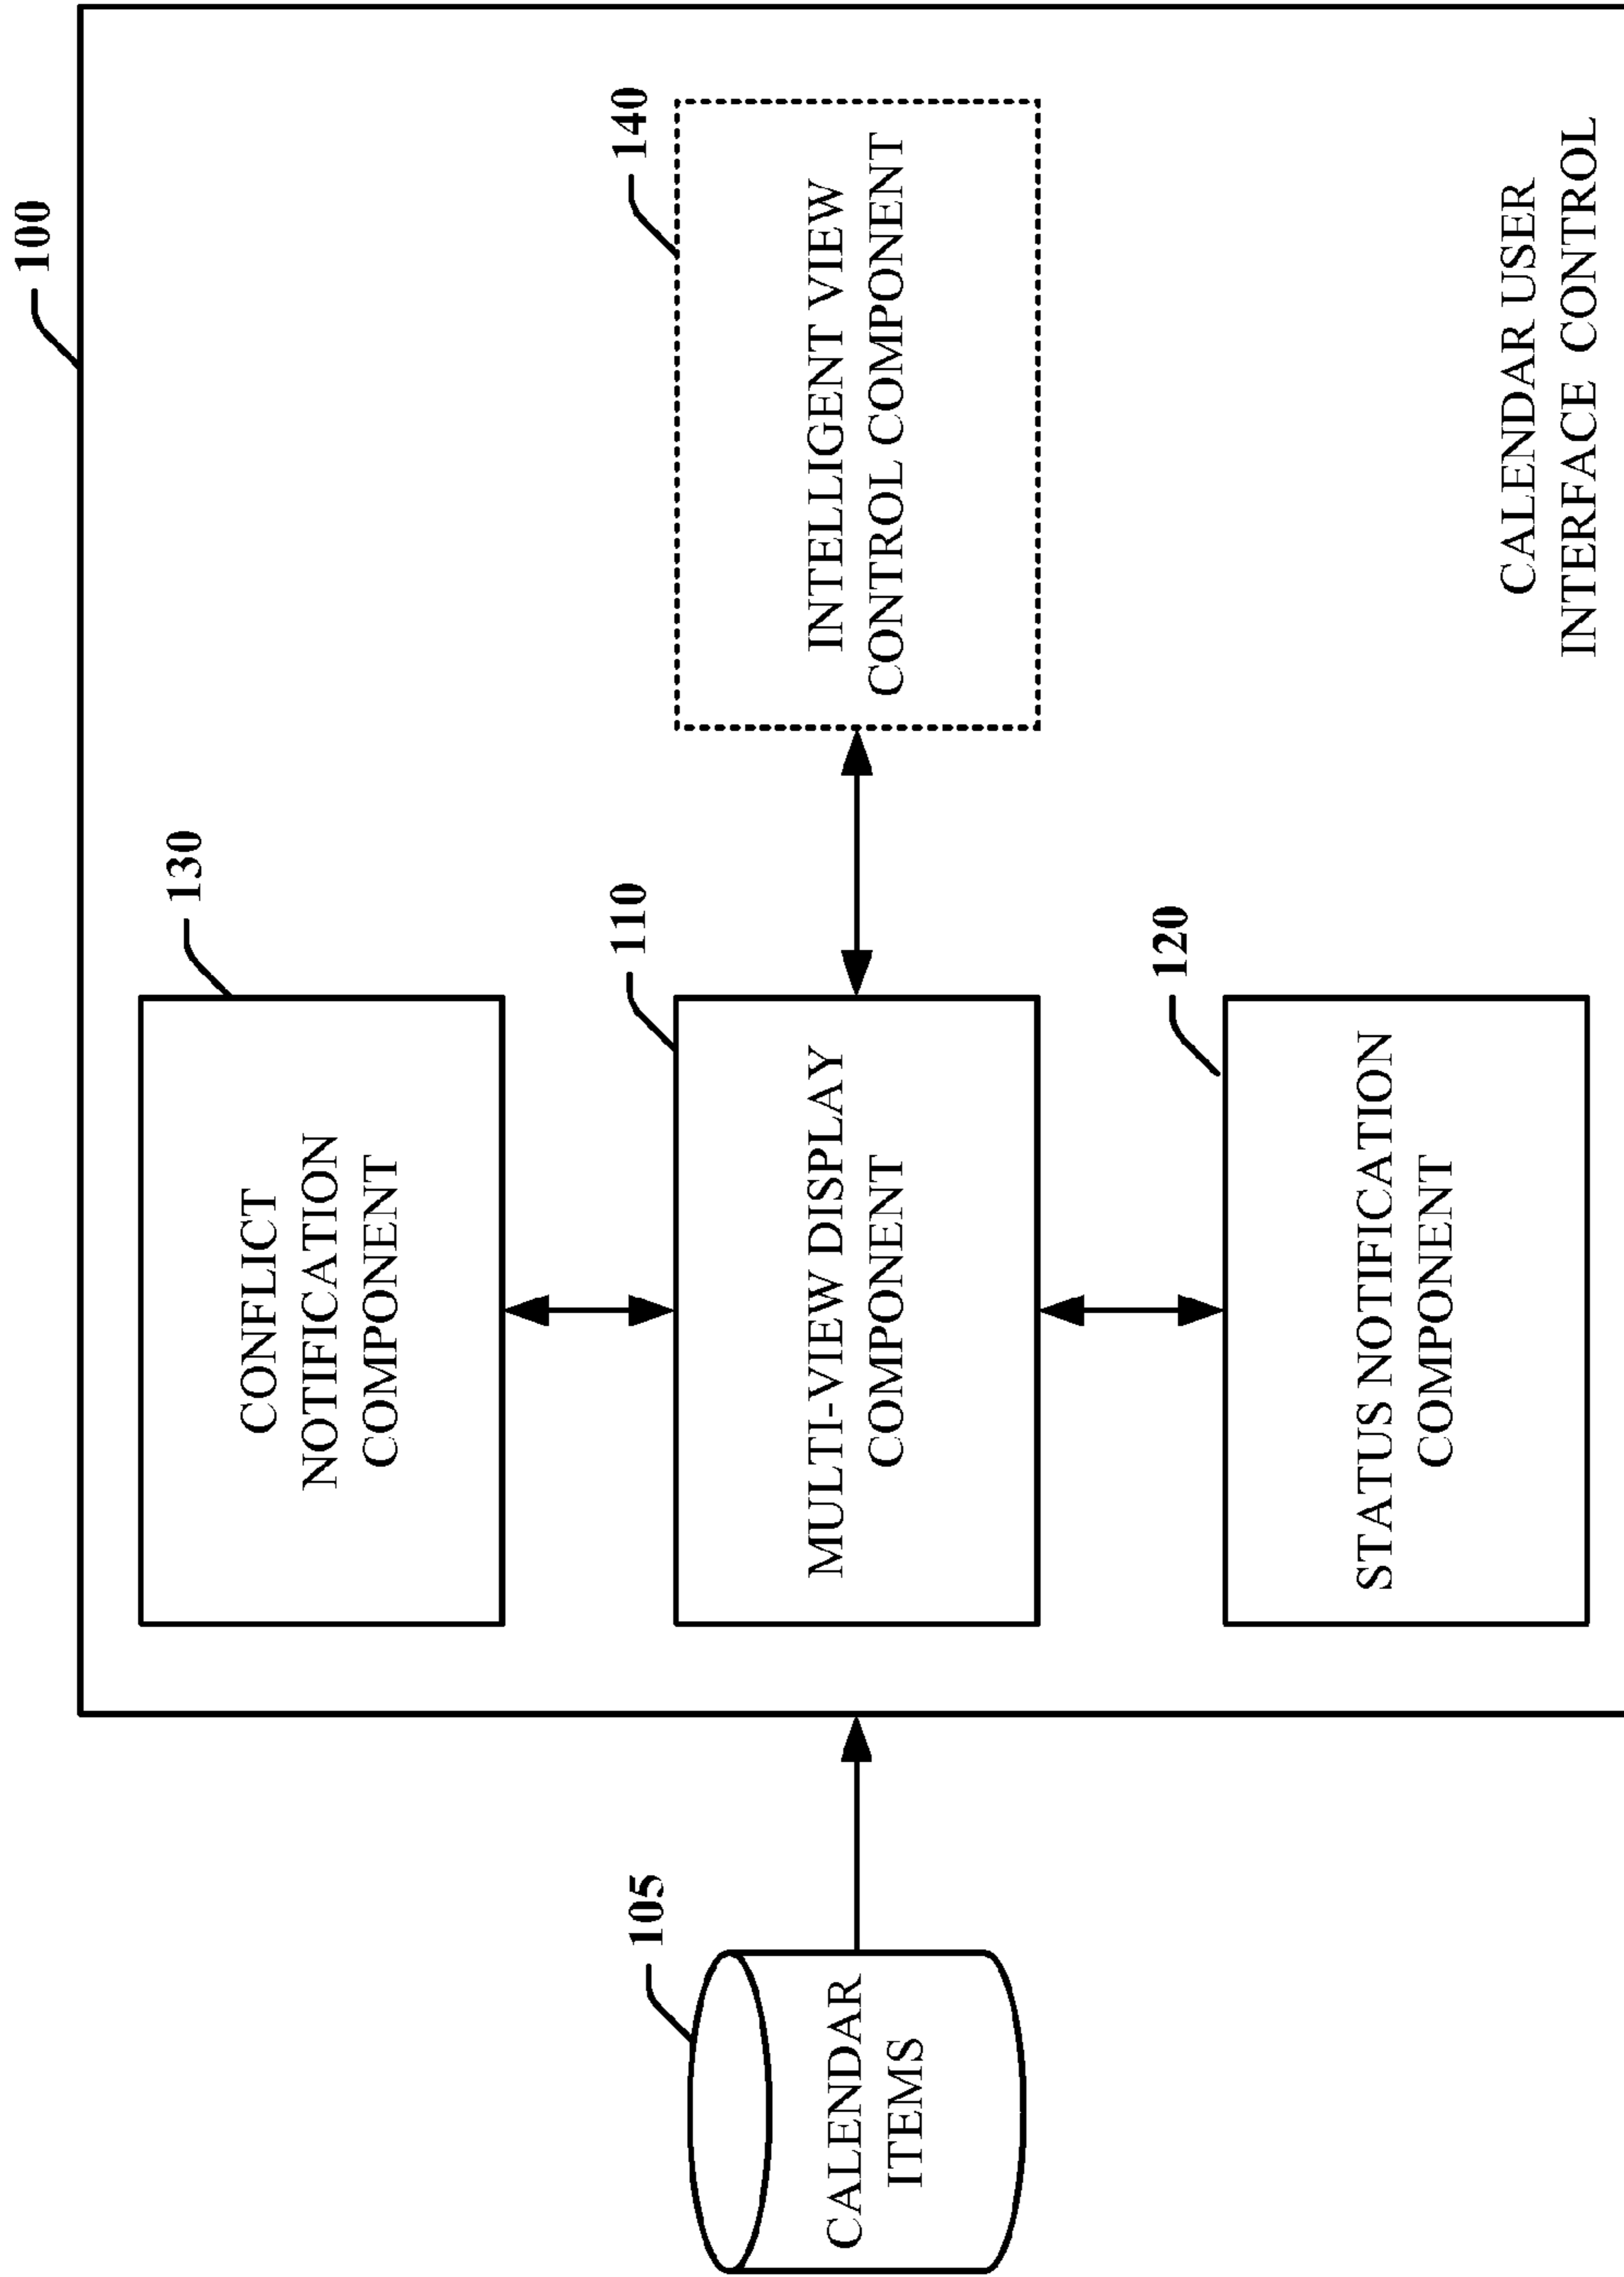 100
130
CONFLICT
NOTIFICATION
COMPONENT
105
CALENDAR
ITEMS
110
MULTI-VIEW DISPLAY
COMPONENT
140
INTELLIGENT VIEW
CONTROL COMPONENT
120
STATUS NOTIFICATION
COMPONENT
CALENDAR USER
INTERFACE CONTROL